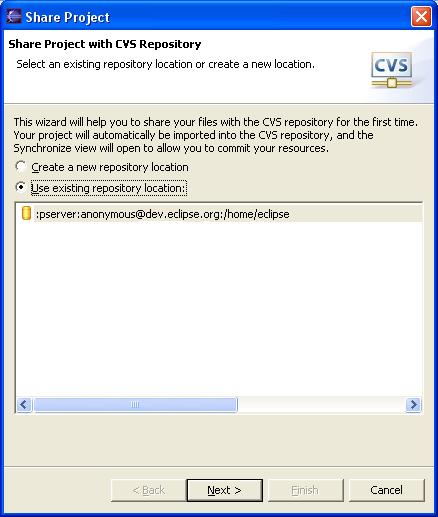 Share Project
Share Project with CVS Repository
Select an existing repository location or create a new location.
CVS
This wizard will help you to share your files with the CVS repository for the first time.
Your project will automatically be imported into the CVS repository, and the
Synchronize view will open to allow you to commit your resources.
Create a new repository location
Use existing repository location:
:pserver:anonymous@dev.eclipse.org:/home/eclipse
< Back
Next >
Finish
Cancel